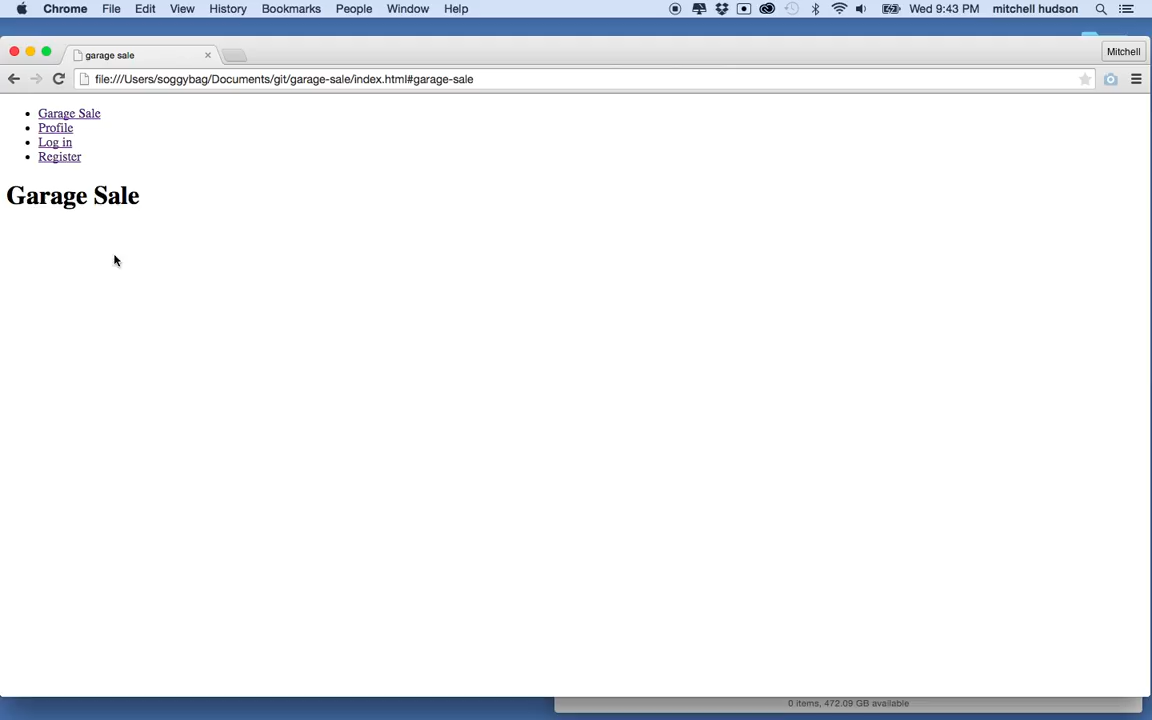 Chrome File Edit View History Bookmarks People Window Help Wed 9:43 PM mitchell hudson
garage sale Mitchell
file:///Users/soggybag/Documents/git/garage-sale/index.html#garage-sale
Garage Sale
Profile
Log in
Register
Garage Sale
0 items, 472.09 GB available